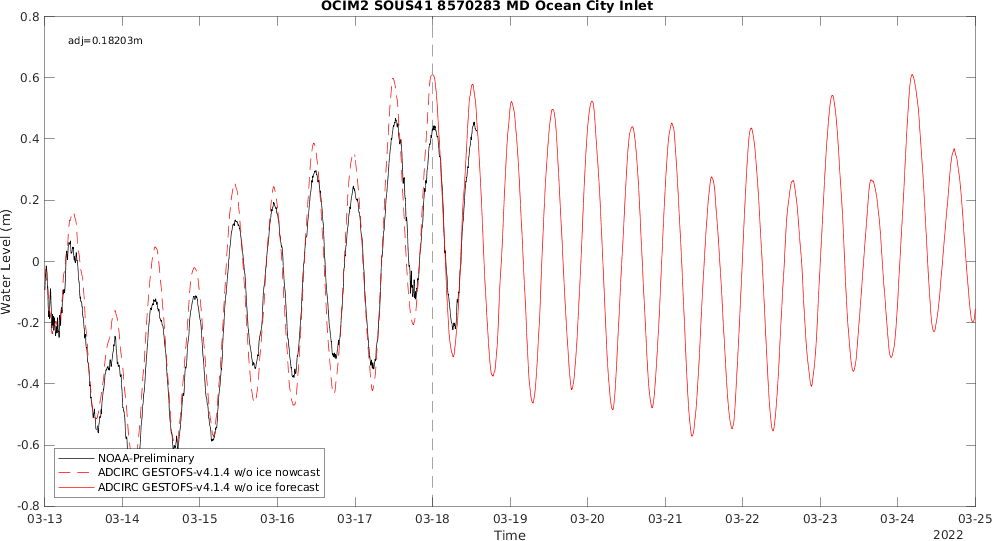 OCIM2 SOUS41 8570283 MD Ocean City Inlet
adj=0.18203m
0.8
0.6
0.4
0.2
0
-0.2
-0.4
-0.6
-0.8
Water Level (m)
NOAA-Preliminary
ADCIRC GESTOFS-v4.1.4 w/o ice nowcast
ADCIRC GESTOFS-v4.1.4 w/o ice forecast
03-13 03-14 03-15 03-16 03-17 03-18 03-19 03-20 03-21 03-22 03-23 03-24 03-25
Time
2022